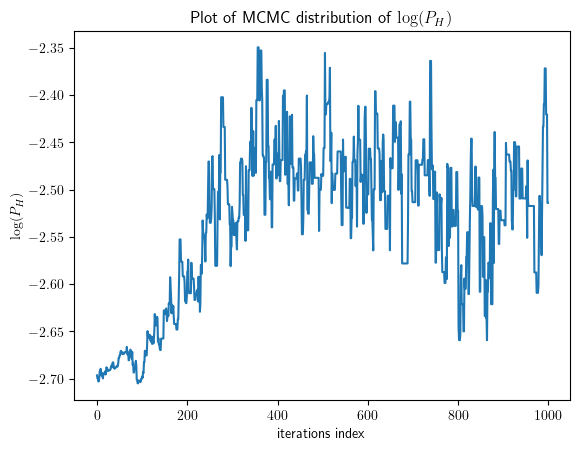 Plot of MCMC distribution of log(P_H)
−2.35
−2.40
−2.45
−2.50
−2.55
−2.60
−2.65
−2.70
log(P_H)
0 200 400 600 800 1000
iterations index